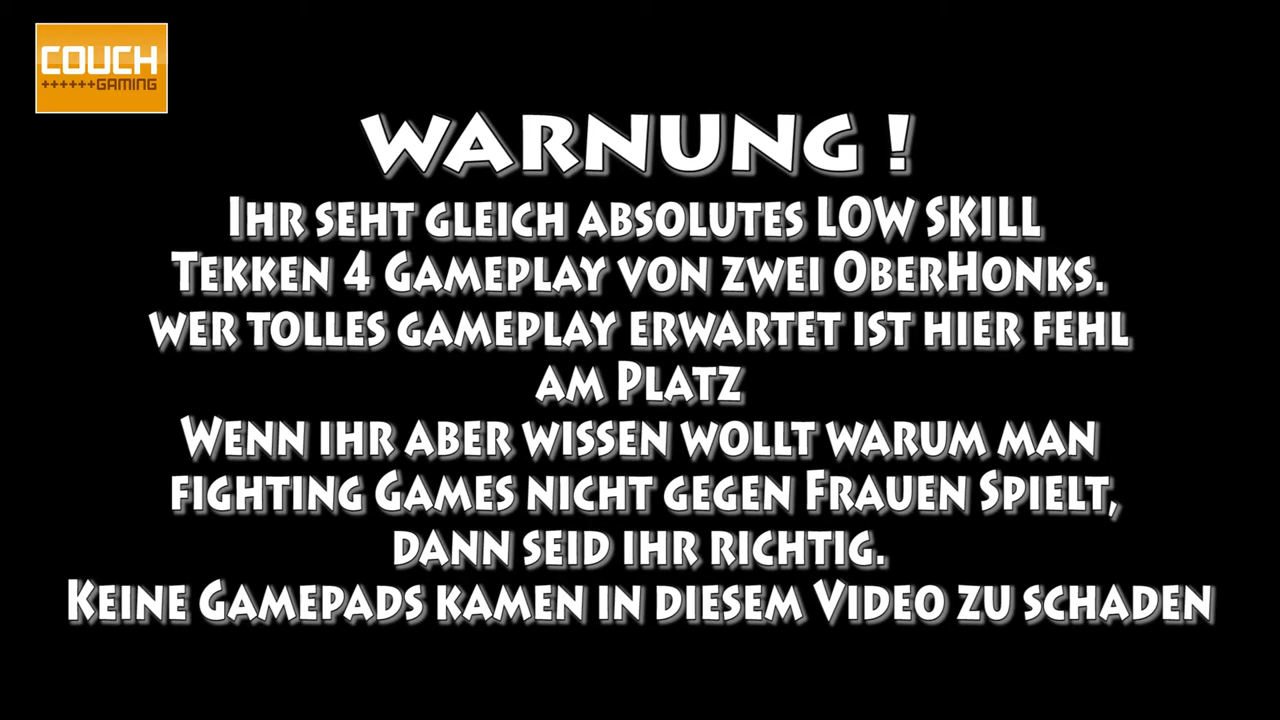 COUCH
++++++GAMING
WARNUNG !
IHR SEHT GLEICH ABSOLUTES LOW SKILL
TEKKEN 4 GAMEPLAY VON ZWEI OBERHONKS.
WER TOLLES GAMEPLAY ERWARTET IST HIER FEHL
AM PLATZ
WENN IHR ABER WISSEN WOLLT WARUM MAN
FIGHTING GAMES NICHT GEGEN FRAUEN SPIELT,
DANN SEID IHR RICHTIG.
KEINE GAMEPADS KAMEN IN DIESEM VIDEO ZU SCHADEN